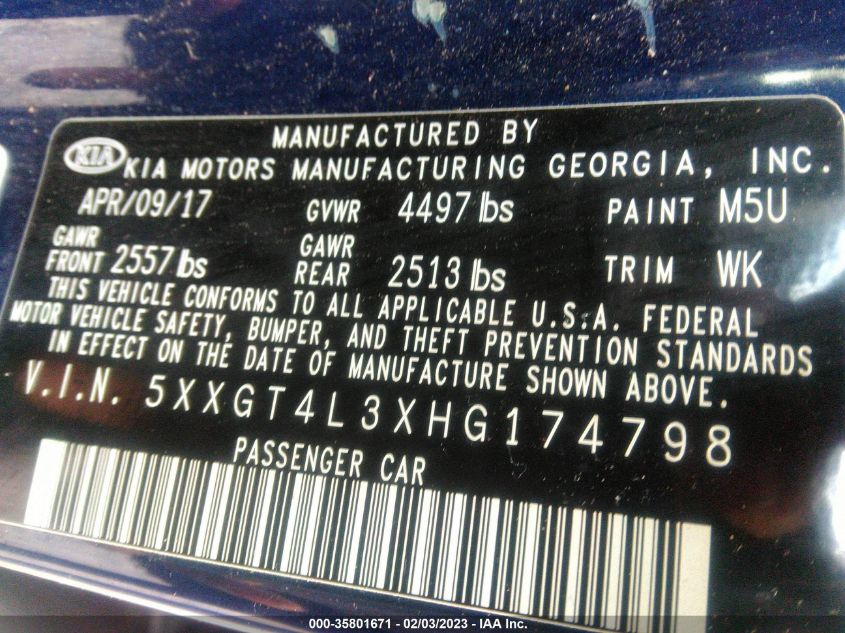 MANUFACTURED BY
KIA KIA MOTORS MANUFACTURING GEORGIA, INC.
APR/09/17 GVWR 4497 lbs PAINT M5U
GAWR FRONT 2557 lbs GAWR REAR 2513 lbs TRIM WK
THIS VEHICLE CONFORMS TO ALL APPLICABLE U.S.A. FEDERAL
MOTOR VEHICLE SAFETY, BUMPER, AND THEFT PREVENTION STANDARDS
IN EFFECT ON THE DATE OF MANUFACTURE SHOWN ABOVE.
V.I.N. 5XXGT4L3XHG174798
PASSENGER CAR
000-35801671 - 02/03/2023 - IAA Inc.